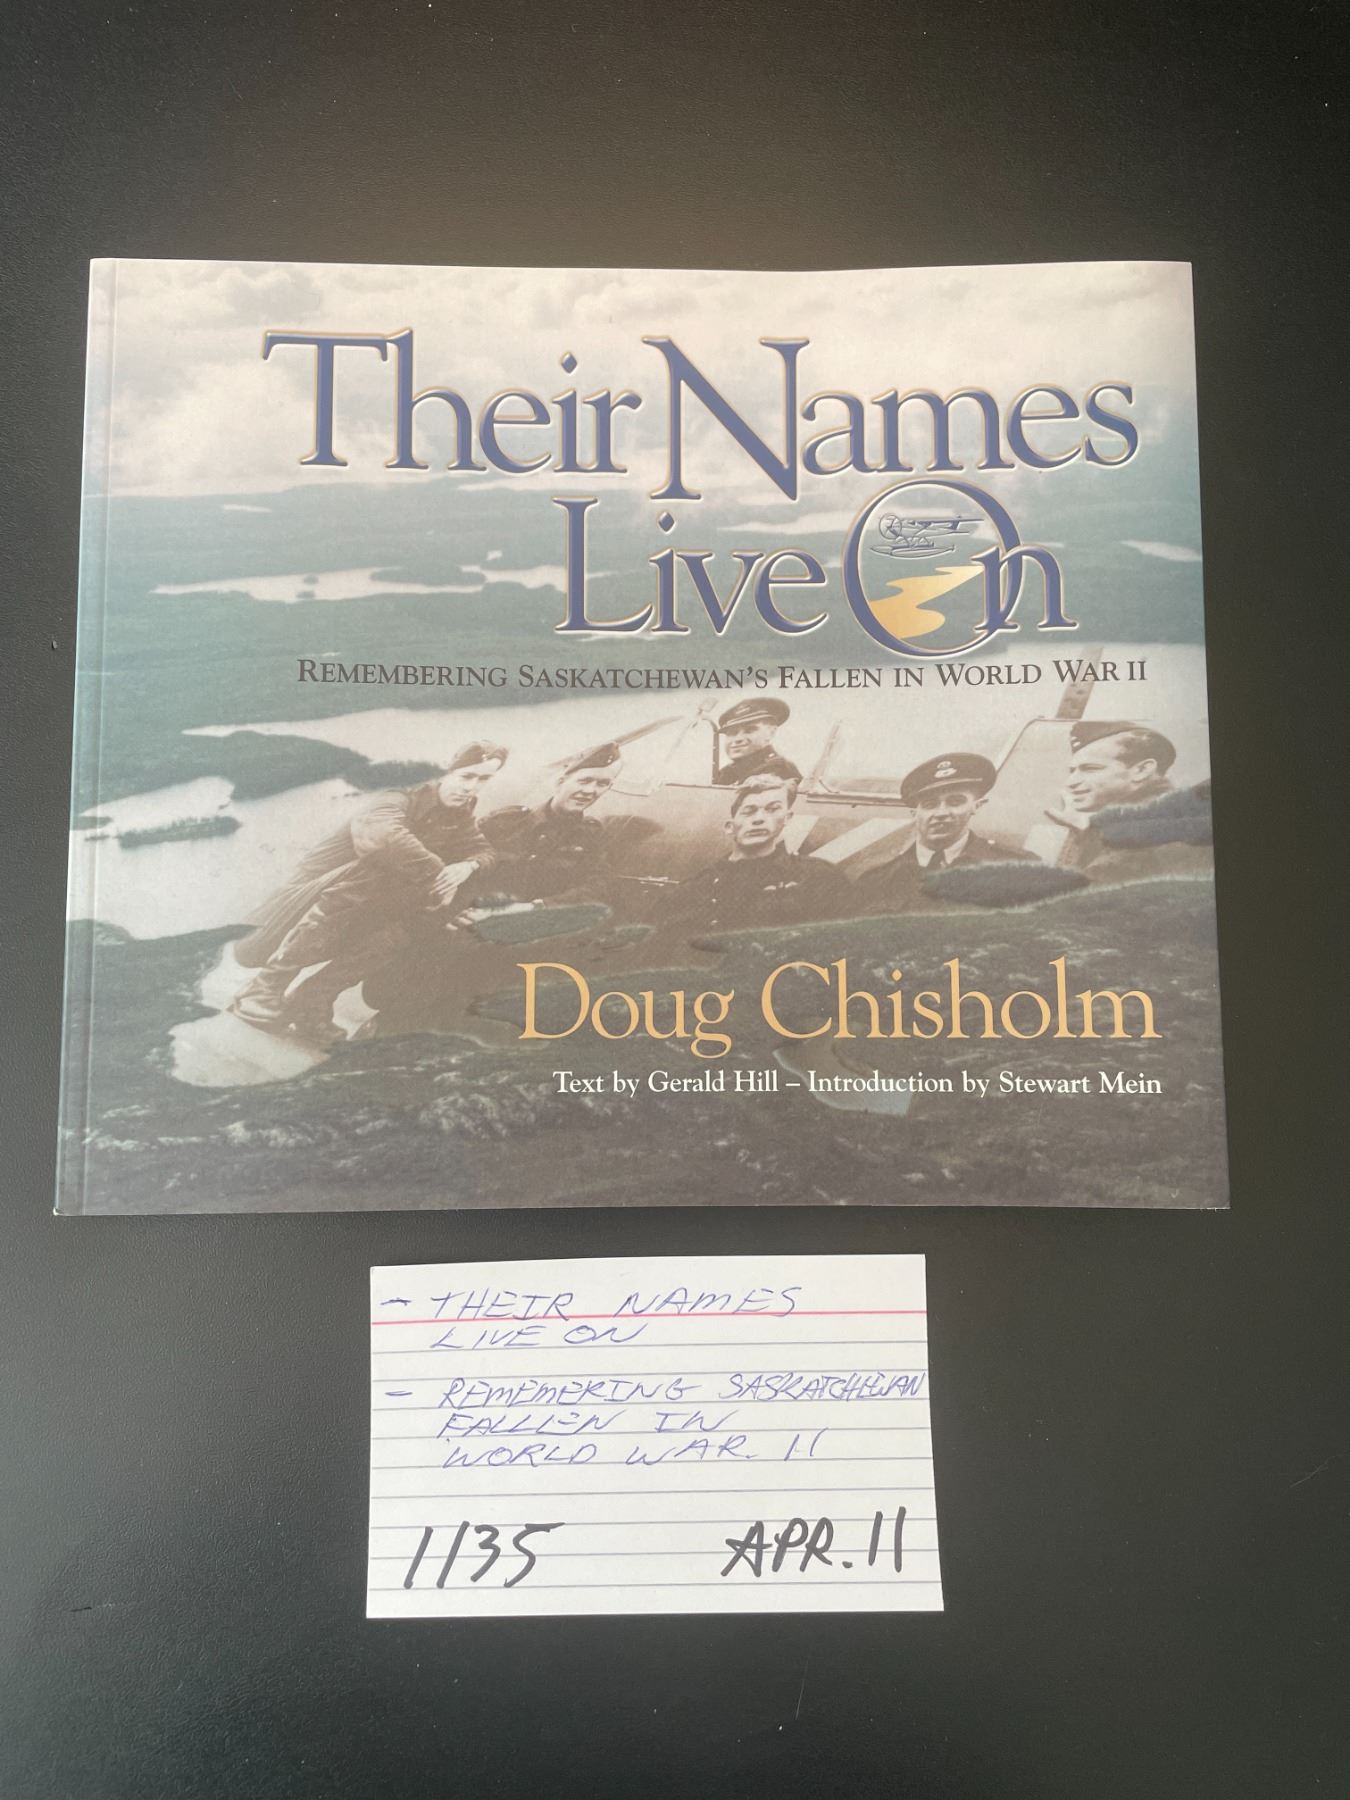 Their Names
Live On
REMEMBERING SASKATCHEWAN'S FALLEN IN WORLD WAR II
Doug Chisholm
Text by Gerald Hill – Introduction by Stewart Mein
- THEIR NAMES
LIVE ON
- REMEMERING SASKATCHEWAN
FALLEN IN
WORLD WAR. 11
1135 APR. 11